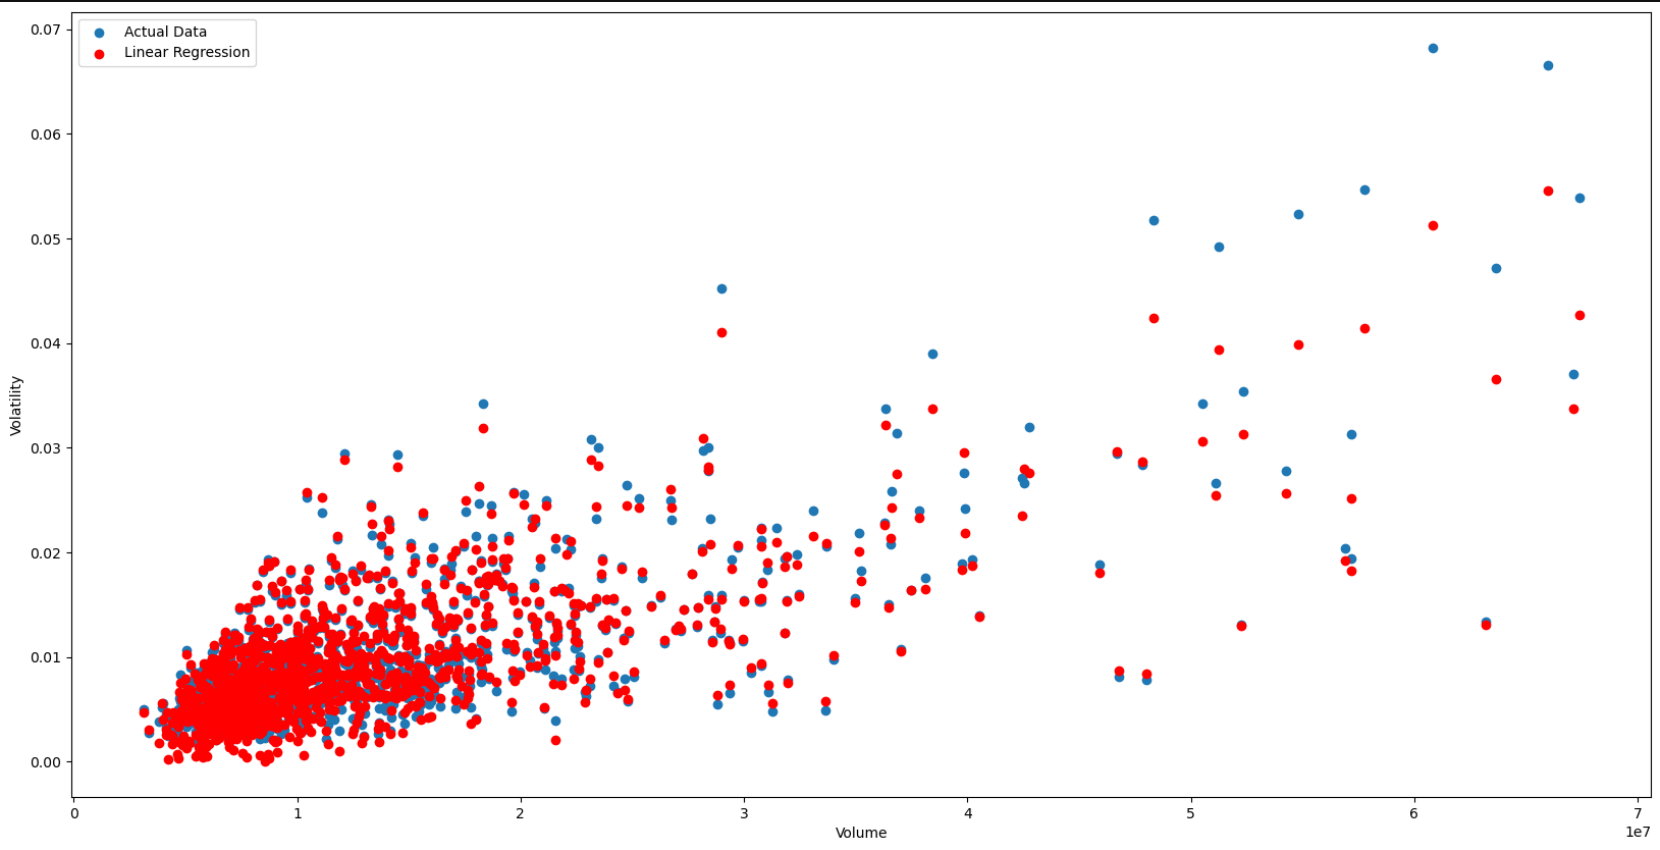 Actual Data
Linear Regression
0.07
0.06
0.05
0.04
0.03
0.02
0.01
0.00
Volatility
0 1 2 3 4 5 6 7
1e7
Volume